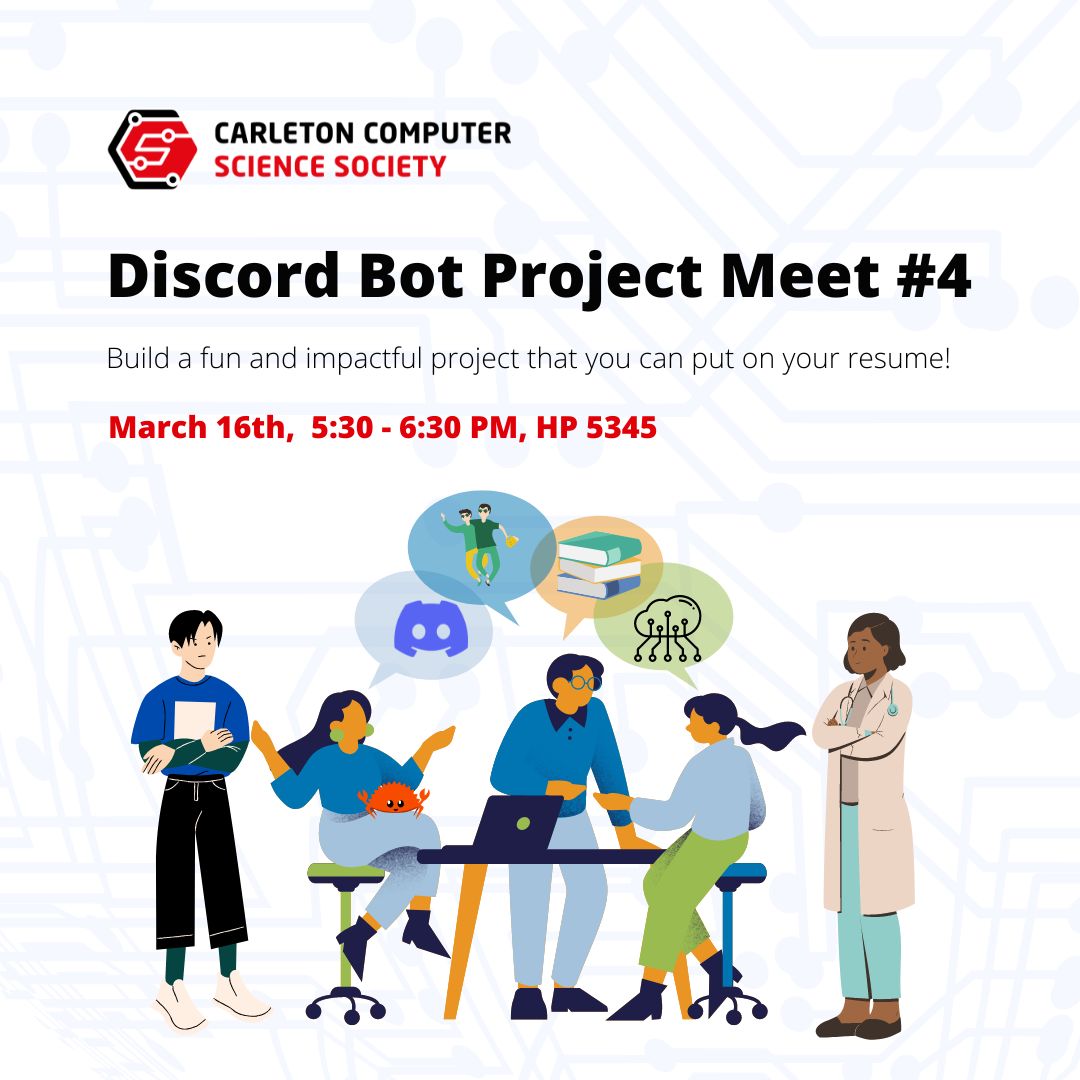 CARLETON COMPUTER
SCIENCE SOCIETY
Discord Bot Project Meet #4
Build a fun and impactful project that you can put on your resume!
March 16th, 5:30 - 6:30 PM, HP 5345